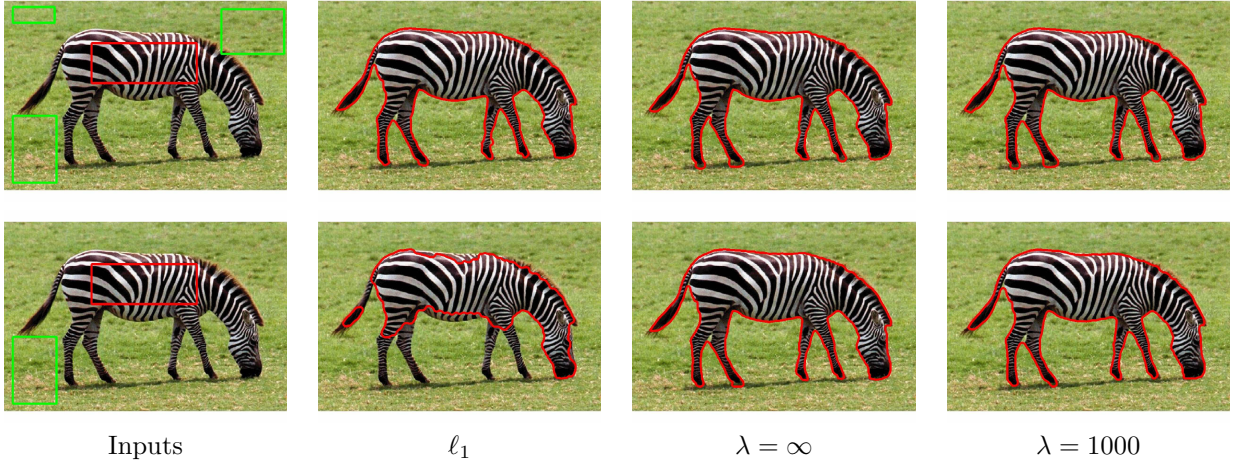 Inputs ℓ₁ λ = ∞ λ = 1000